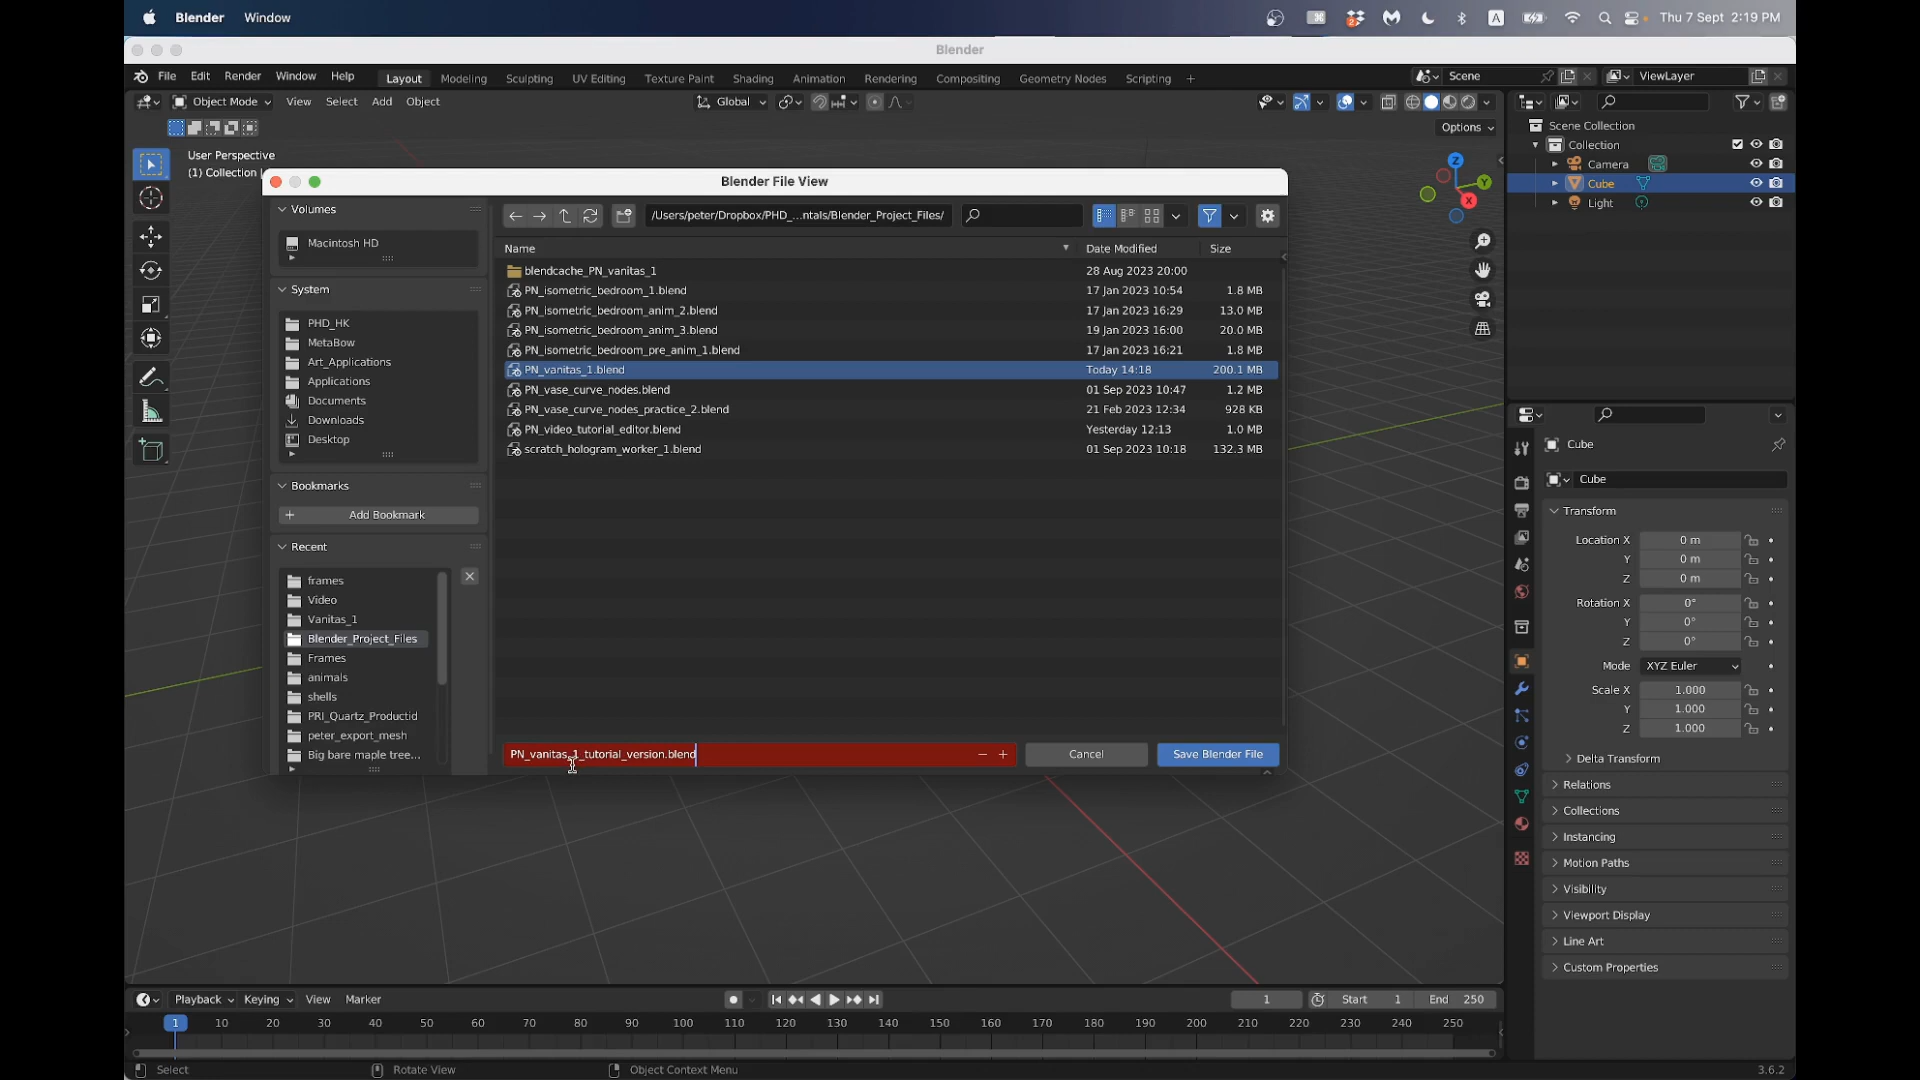 Blender Window
A
Thu 7 Sept 2:19 PM
Blender
File Edit Render Window Help
Layout Modeling Sculpting UV Editing Texture Paint Shading Animation Rendering Compositing Geometry Nodes Scripting +
Scene
ViewLayer
Object Mode View Select Add Object
Global
Options
User Perspective
(1) Collection |
Z
Y
X
Scene Collection
Collection
Camera
Cube
Light
Blender File View
Volumes
Macintosh HD
System
PHD_HK
MetaBow
Art_Applications
Applications
Documents
Downloads
Desktop
Bookmarks
+ Add Bookmark
Recent
frames
Video
Vanitas_1
Blender_Project_Files
Frames
animals
shells
PRI_Quartz_Productid
peter_export_mesh
Big bare maple tree...
/Users/peter/Dropbox/PHD_...ntals/Blender_Project_Files/
Name Date Modified Size
blendcache_PN_vanitas_1 28 Aug 2023 20:00
PN_isometric_bedroom_1.blend 17 Jan 2023 10:54 1.8 MB
PN_isometric_bedroom_anim_2.blend 17 Jan 2023 16:29 13.0 MB
PN_isometric_bedroom_anim_3.blend 19 Jan 2023 16:00 20.0 MB
PN_isometric_bedroom_pre_anim_1.blend 17 Jan 2023 16:21 1.8 MB
PN_vanitas_1.blend Today 14:18 200.1 MB
PN_vase_curve_nodes.blend 01 Sep 2023 10:47 1.2 MB
PN_vase_curve_nodes_practice_2.blend 21 Feb 2023 12:34 928 KB
PN_video_tutorial_editor.blend Yesterday 12:13 1.0 MB
scratch_hologram_worker_1.blend 01 Sep 2023 10:18 132.3 MB
PN_vanitas_1_tutorial_version.blend - +
Cancel
Save Blender File
Cube
Cube
Transform
Location X 0 m
Y 0 m
Z 0 m
Rotation X 0°
Y 0°
Z 0°
Mode XYZ Euler
Scale X 1.000
Y 1.000
Z 1.000
Delta Transform
Relations
Collections
Instancing
Motion Paths
Visibility
Viewport Display
Line Art
Custom Properties
Playback Keying View Marker
1
Start 1 End 250
1 10 20 30 40 50 60 70 80 90 100 110 120 130 140 150 160 170 180 190 200 210 220 230 240 250
Select Rotate View Object Context Menu
3.6.2